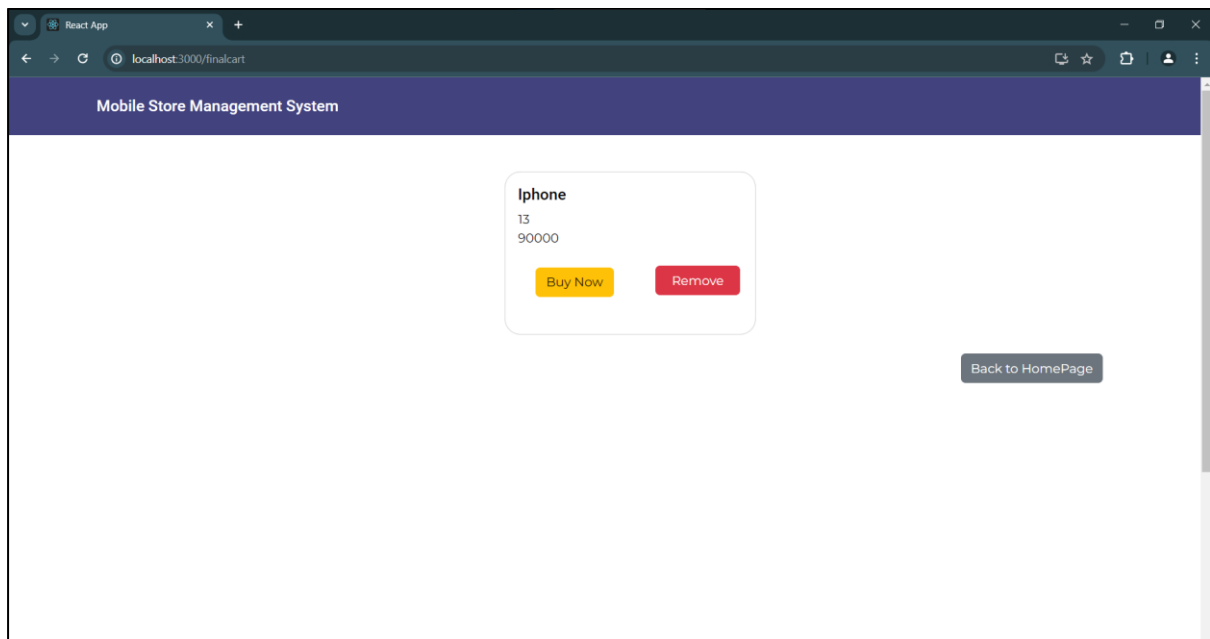 React App
localhost:3000/finalcart
Mobile Store Management System
Iphone
13
90000
Buy Now Remove
Back to HomePage